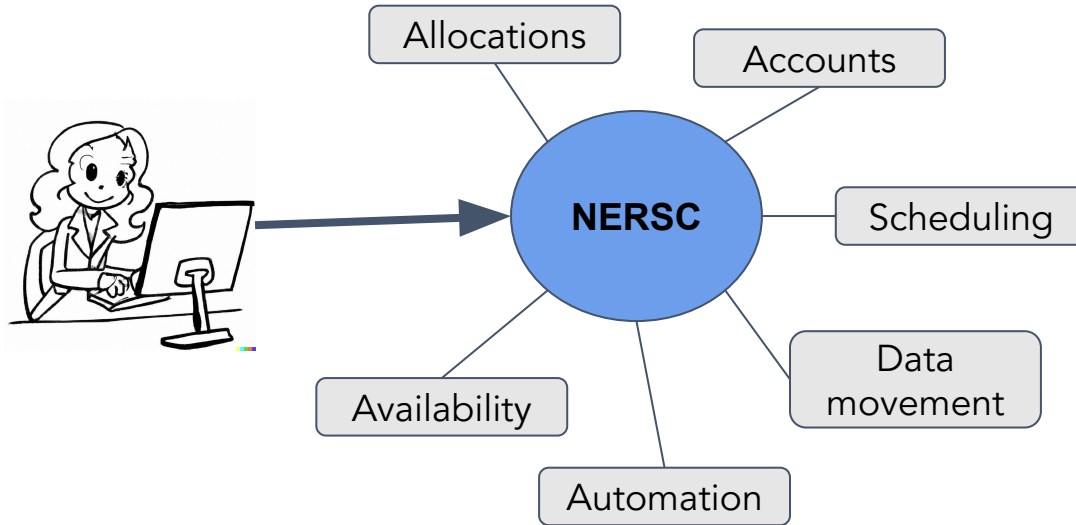 Allocations
Accounts
NERSC
Scheduling
Data
movement
Availability
Automation